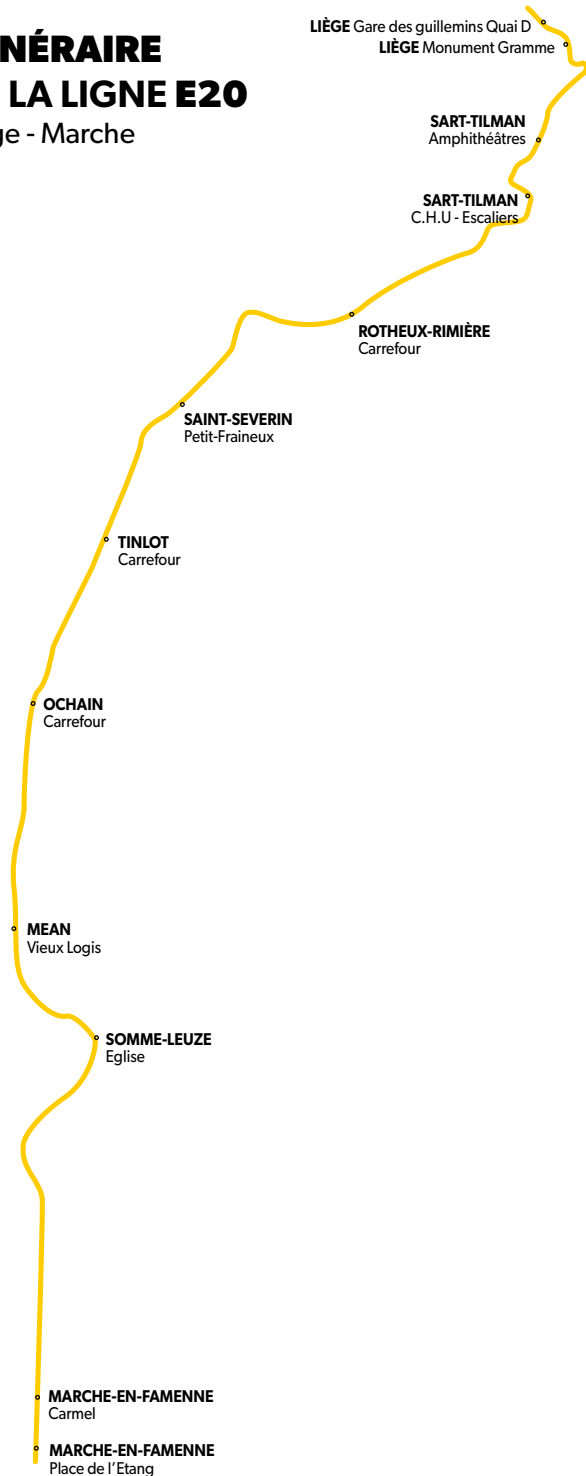 NÉRAIRE
LA LIGNE E20
ge - Marche
LIÈGE Gare des guillemins Quai D
LIÈGE Monument Gramme
SART-TILMAN
Amphithéâtres
SART-TILMAN
C.H.U - Escaliers
ROTHEUX-RIMIÈRE
Carrefour
SAINT-SEVERIN
Petit-Fraineux
TINLOT
Carrefour
OCHAIN
Carrefour
MEAN
Vieux Logis
SOMME-LEUZE
Eglise
MARCHE-EN-FAMENNE
Carmel
MARCHE-EN-FAMENNE
Place de l'Etang